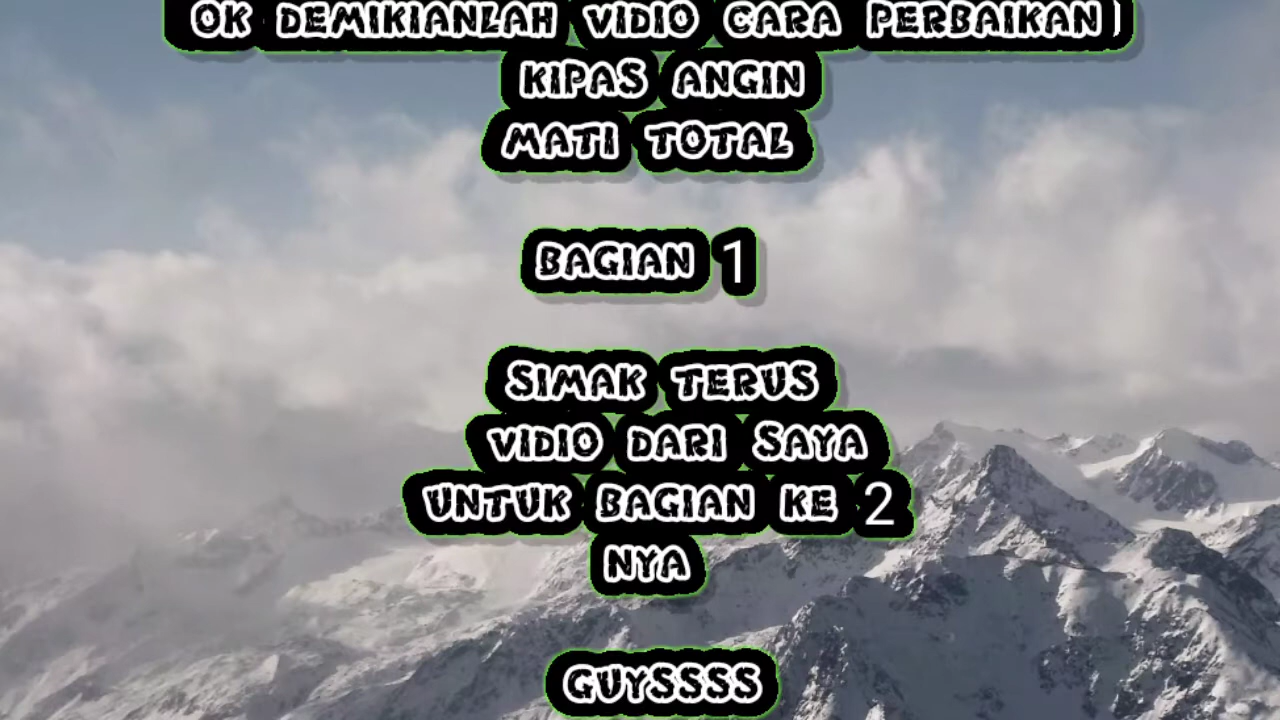 OK DEMIKIANLAH VIDIO CARA PERBAIKAN
KIPAS ANGIN
MATI TOTAL
BAGIAN 1
SIMAK TERUS
VIDIO DARI SAYA
UNTUK BAGIAN KE 2
NYA
GUYSSSS